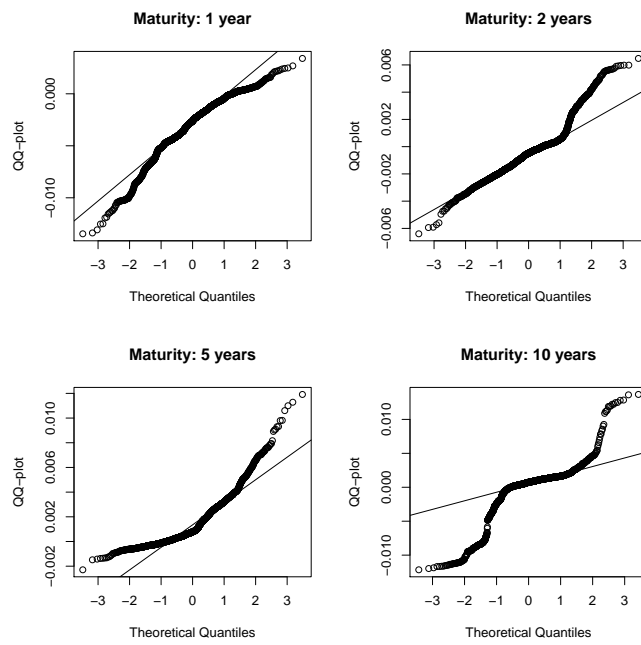 Maturity: 1 year
QQ−plot
−0.010
0.000
−3 −2 −1 0 1 2 3
Theoretical Quantiles
Maturity: 2 years
QQ−plot
−0.006
−0.002
0.002
0.006
−3 −2 −1 0 1 2 3
Theoretical Quantiles
Maturity: 5 years
QQ−plot
−0.002
0.002
0.006
0.010
−3 −2 −1 0 1 2 3
Theoretical Quantiles
Maturity: 10 years
QQ−plot
−0.010
0.000
0.010
−3 −2 −1 0 1 2 3
Theoretical Quantiles